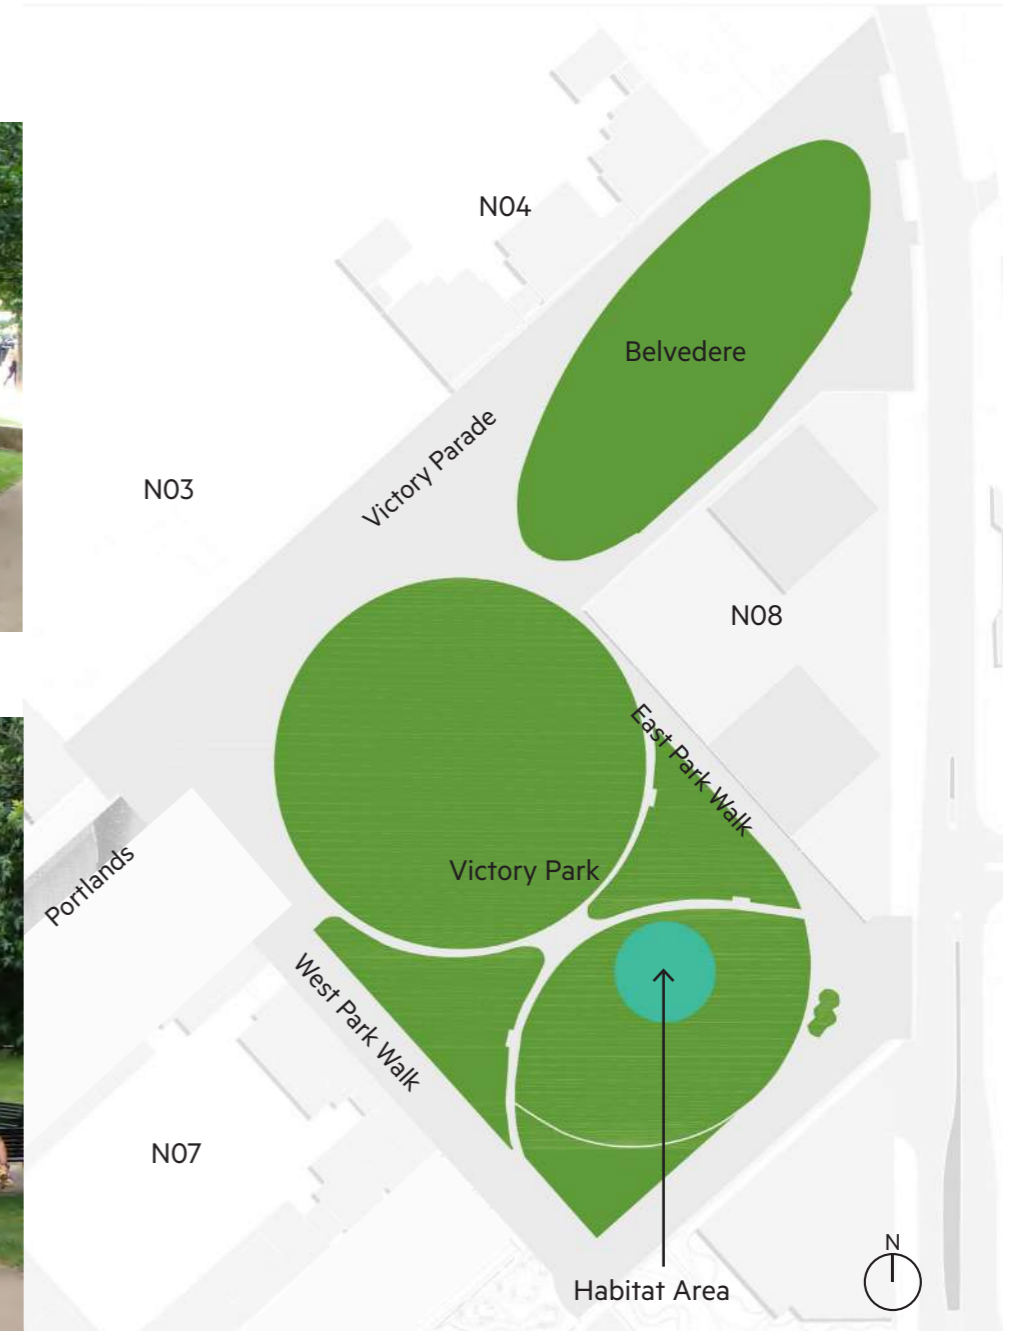 N04
Belvedere
Victory Parade
N03
N08
East Park Walk
Victory Park
Portlands
West Park Walk
N07
N
Habitat Area